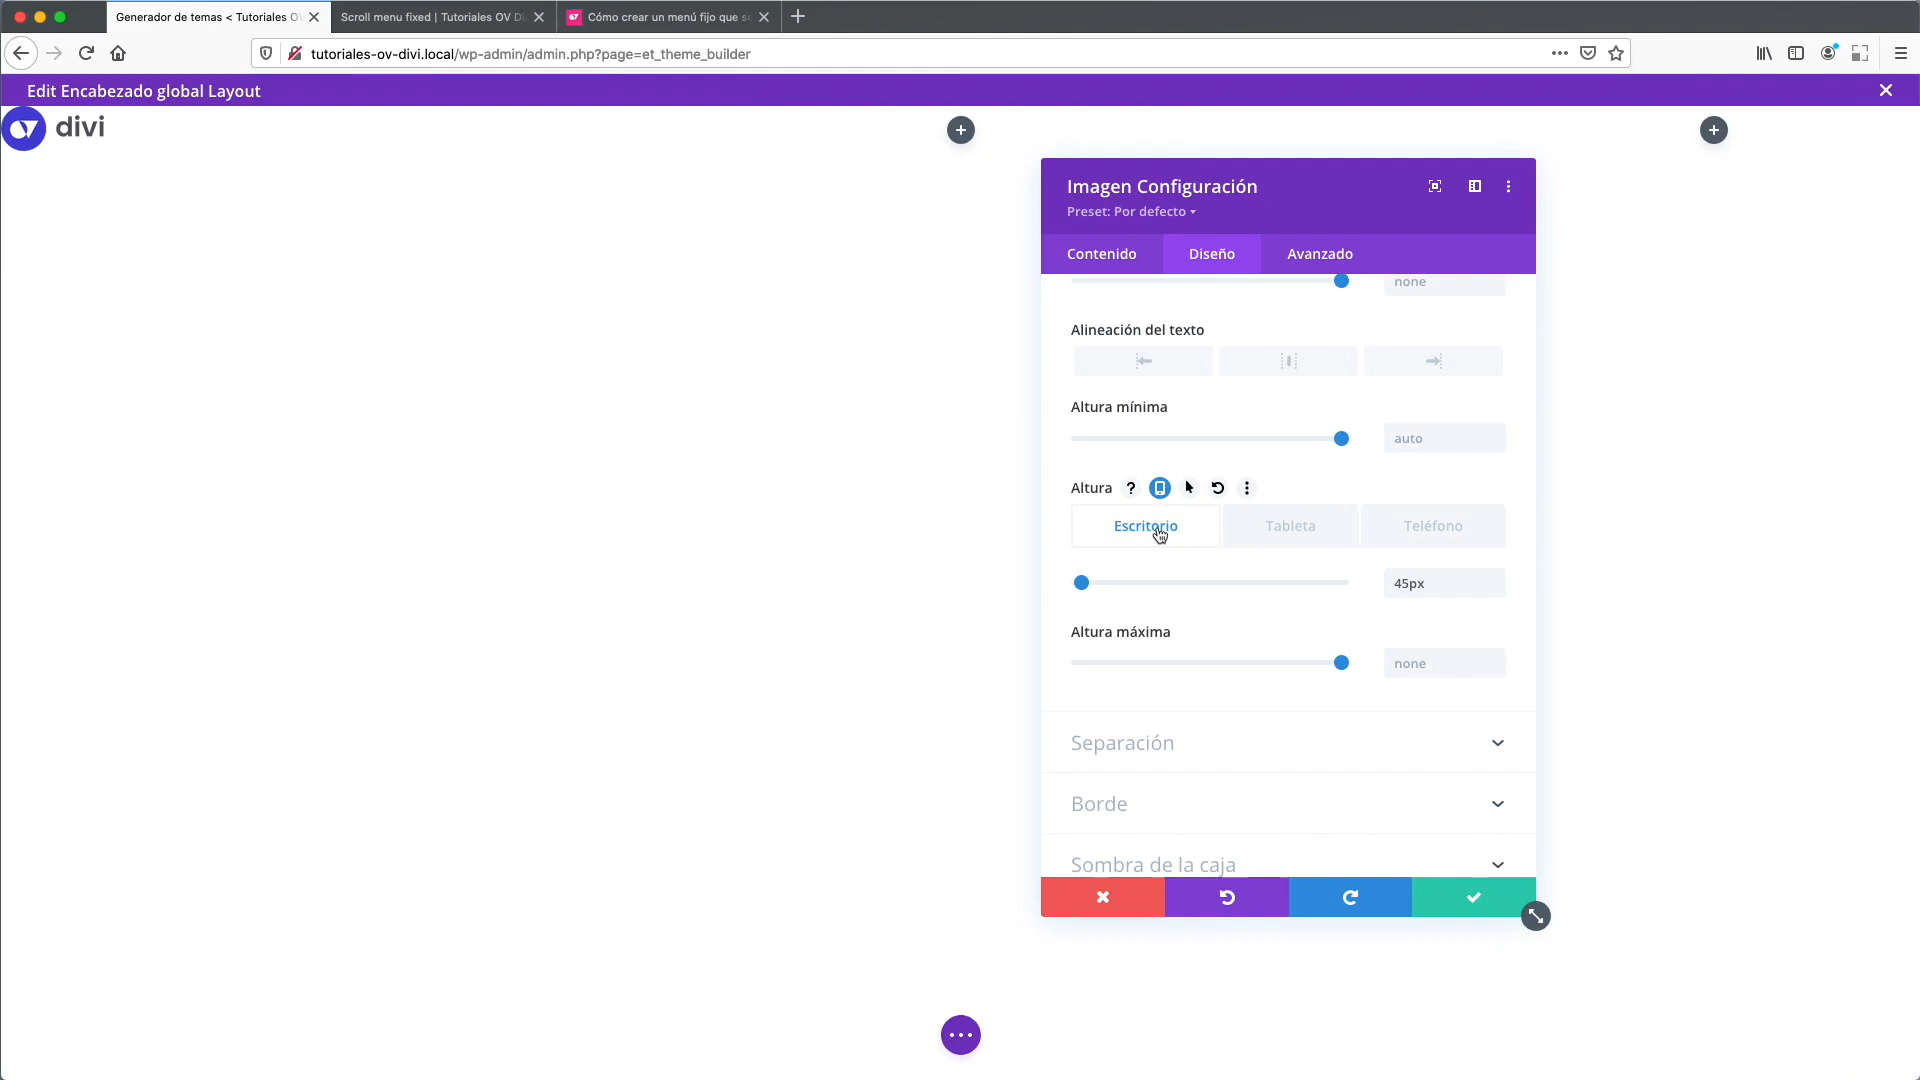 Generador de temas < Tutoriales O
Scroll menu fixed | Tutoriales OV Di
Cómo crear un menú fijo que se
tutoriales-ov-divi.local/wp-admin/admin.php?page=et_theme_builder
Edit Encabezado global Layout
divi
Imagen Configuración
Preset: Por defecto
Contenido
Diseño
Avanzado
none
Alineación del texto
Altura mínima
auto
Altura
?
Escritorio
Tableta
Teléfono
45px
Altura máxima
none
Separación
Borde
Sombra de la caja